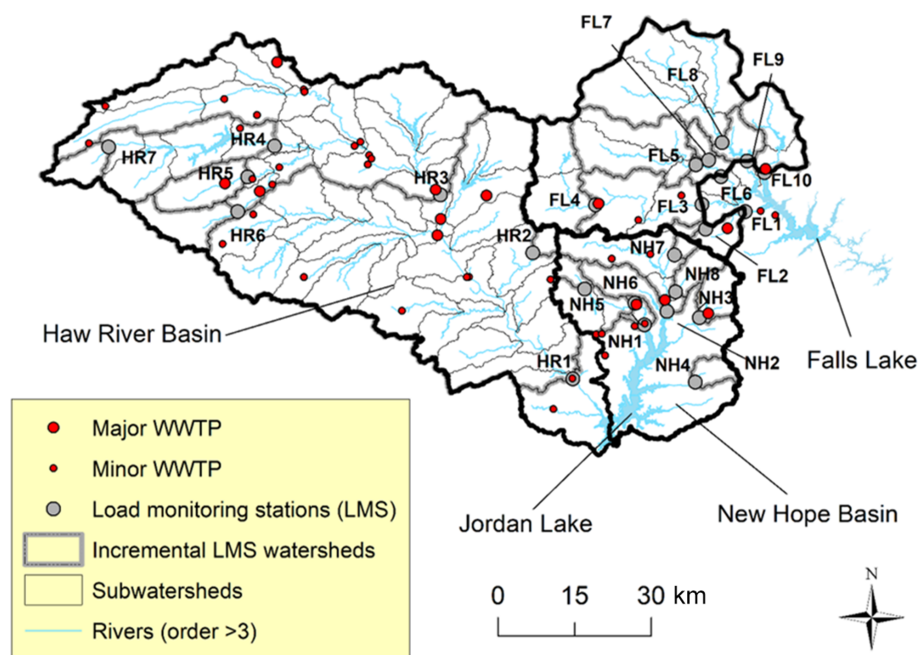 FL7
FL9
FL8
HR4
HR7
FL5
HR5
HR3
FL10
FL6
FL4
FL3
FL1
HR6
HR2
NH7
FL2
NH8
NH6
NH5
NH3
Haw River Basin
NH1
NH2
Falls Lake
HR1
NH4
Major WWTP
Minor WWTP
Load monitoring stations (LMS)
Jordan Lake
New Hope Basin
Incremental LMS watersheds
Subwatersheds
Rivers (order >3)
0 15 30 km
N